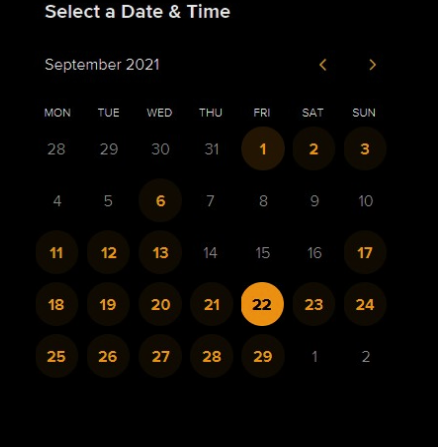 Select a Date & Time
September 2021
MON TUE WED THU FRI SAT SUN
28 29 30 31 1 2 3
4 5 6 7 8 9 10
11 12 13 14 15 16 17
18 19 20 21 22 23 24
25 26 27 28 29 1 2